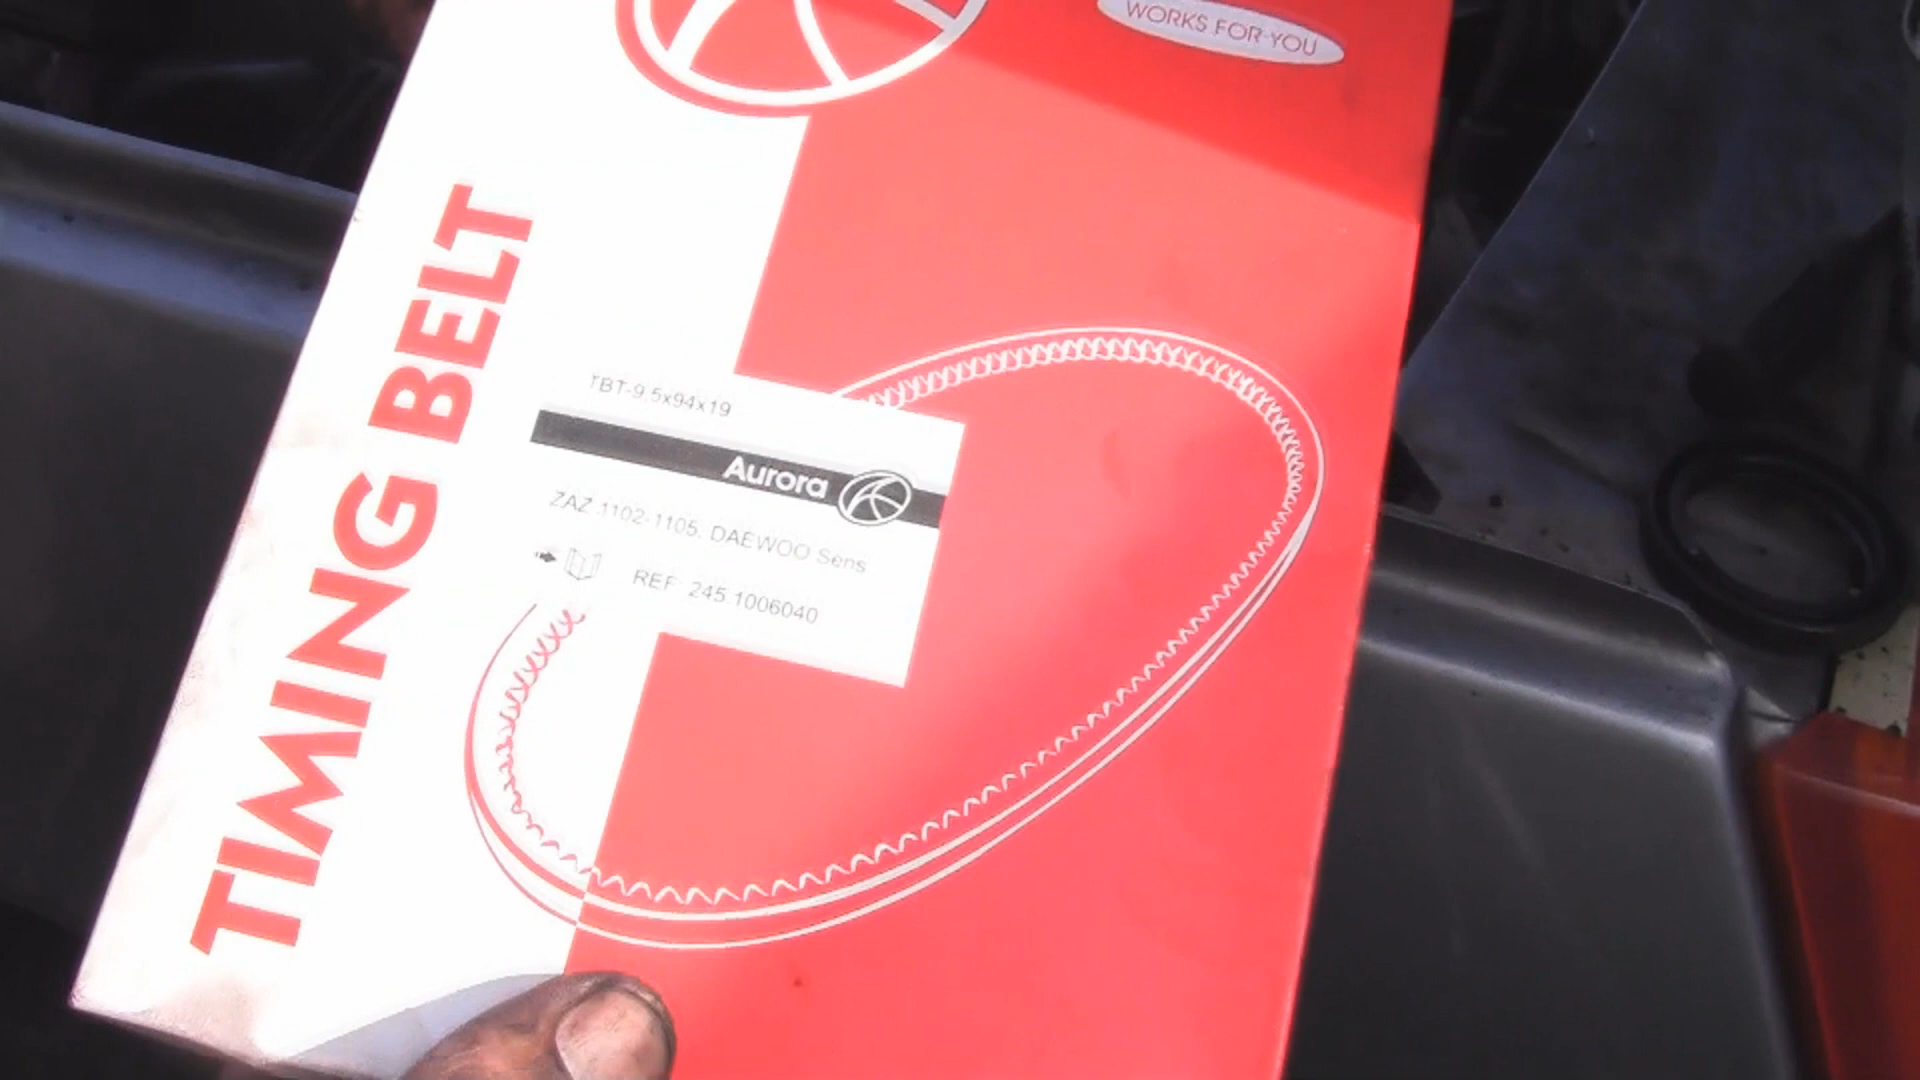 WORKS FOR YOU
TIMING BELT
TBT-9.5x94x19
Aurora
ZAZ 1102-1105, DAEWOO Sens
REF: 245.1006040